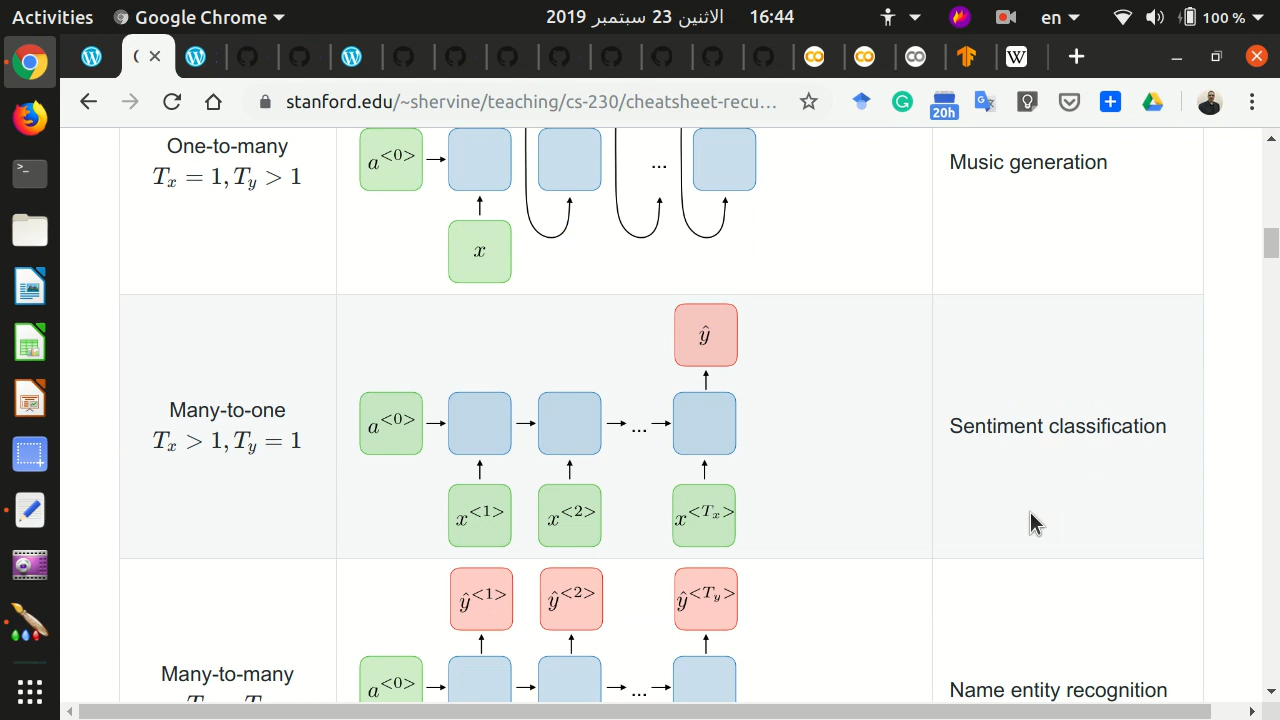 Activities Google Chrome الاثنين 23 سبتمبر 2019 16:44 en 100 %
( W
stanford.edu/~shervine/teaching/cs-230/cheatsheet-recu... 20h
One-to-many
Tx = 1, Ty > 1
a<0>
...
x
Music generation
ŷ
Many-to-one
Tx > 1, Ty = 1
a<0>
...
x<1> x<2> x<Tx>
Sentiment classification
ŷ<1> ŷ<2> ŷ<Ty>
Many-to-many
a<0>
...
Name entity recognition